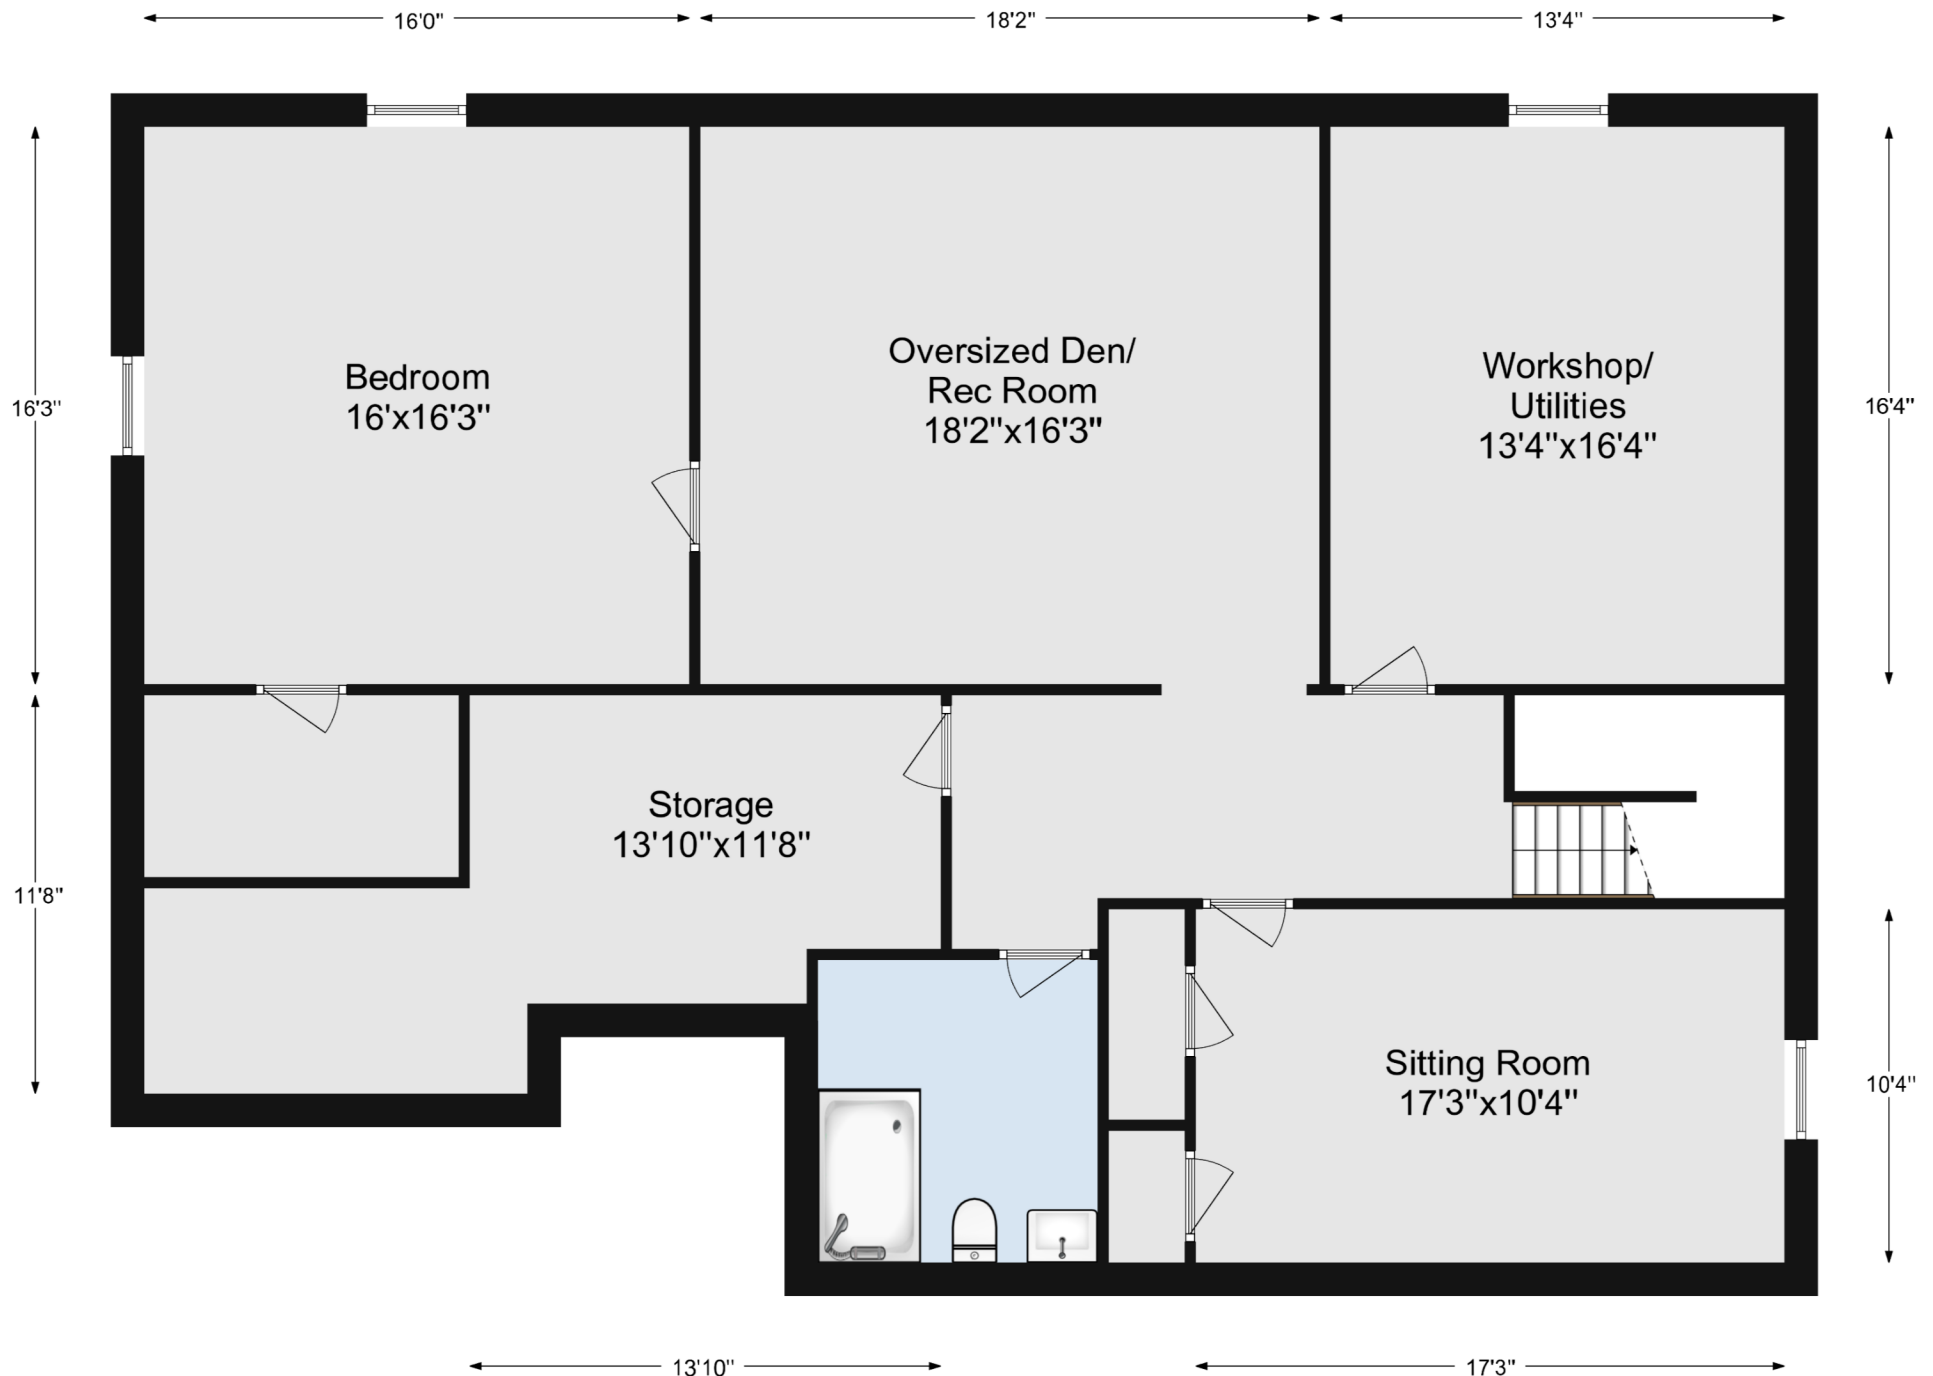 16'0"
18'2"
13'4"
Bedroom
16'x16'3"
Oversized Den/
Rec Room
18'2"x16'3"
Workshop/
Utilities
13'4"x16'4"
16'3"
16'4"
Storage
13'10"x11'8"
11'8"
Sitting Room
17'3"x10'4"
10'4"
13'10"
17'3"